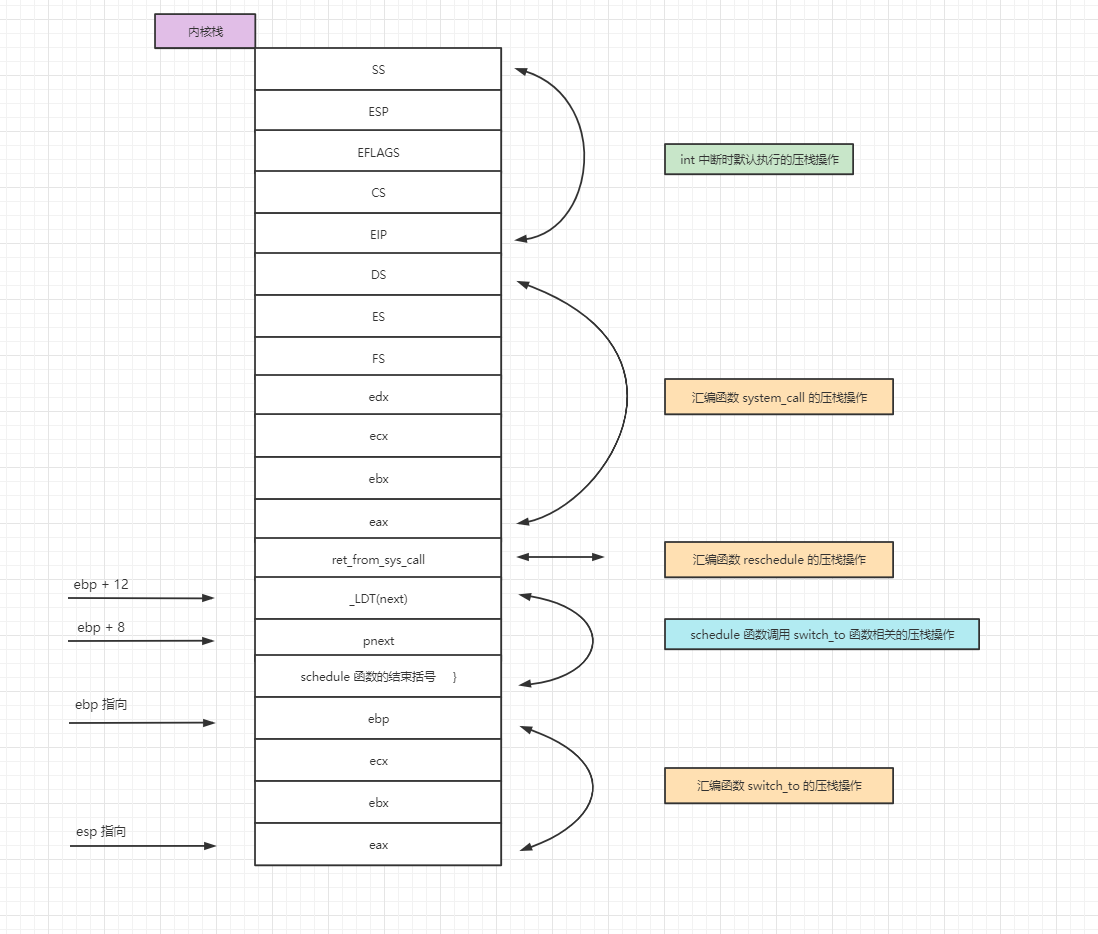 内核栈
SS
ESP
EFLAGS
CS
EIP
int 中断时默认执行的压栈操作
DS
ES
FS
edx
ecx
ebx
eax
汇编函数 system_call 的压栈操作
ret_from_sys_call
汇编函数 reschedule 的压栈操作
ebp + 12
_LDT(next)
ebp + 8
pnext
schedule 函数的结束括号 }
schedule 函数调用 switch_to 函数相关的压栈操作
ebp 指向
ebp
ecx
ebx
汇编函数 switch_to 的压栈操作
esp 指向
eax